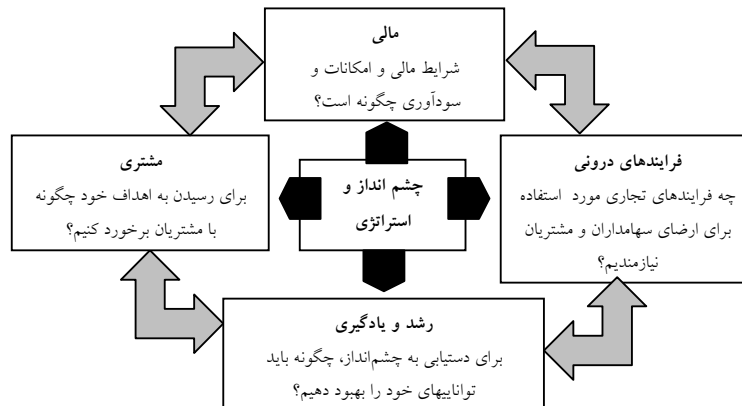 مالی
شرایط مالی و امکانات و
سودآوری چگونه است؟
فرایندهای درونی
چه فرایندهای تجاری مورد استفاده
برای ارضای سهامداران و مشتریان
نیازمندیم؟
چشم انداز و
استراتژی
مشتری
برای رسیدن به اهداف خود چگونه
با مشتریان برخورد کنیم؟
رشد و یادگیری
برای دستیابی به چشم‌انداز، چگونه باید
تواناییهای خود را بهبود دهیم؟